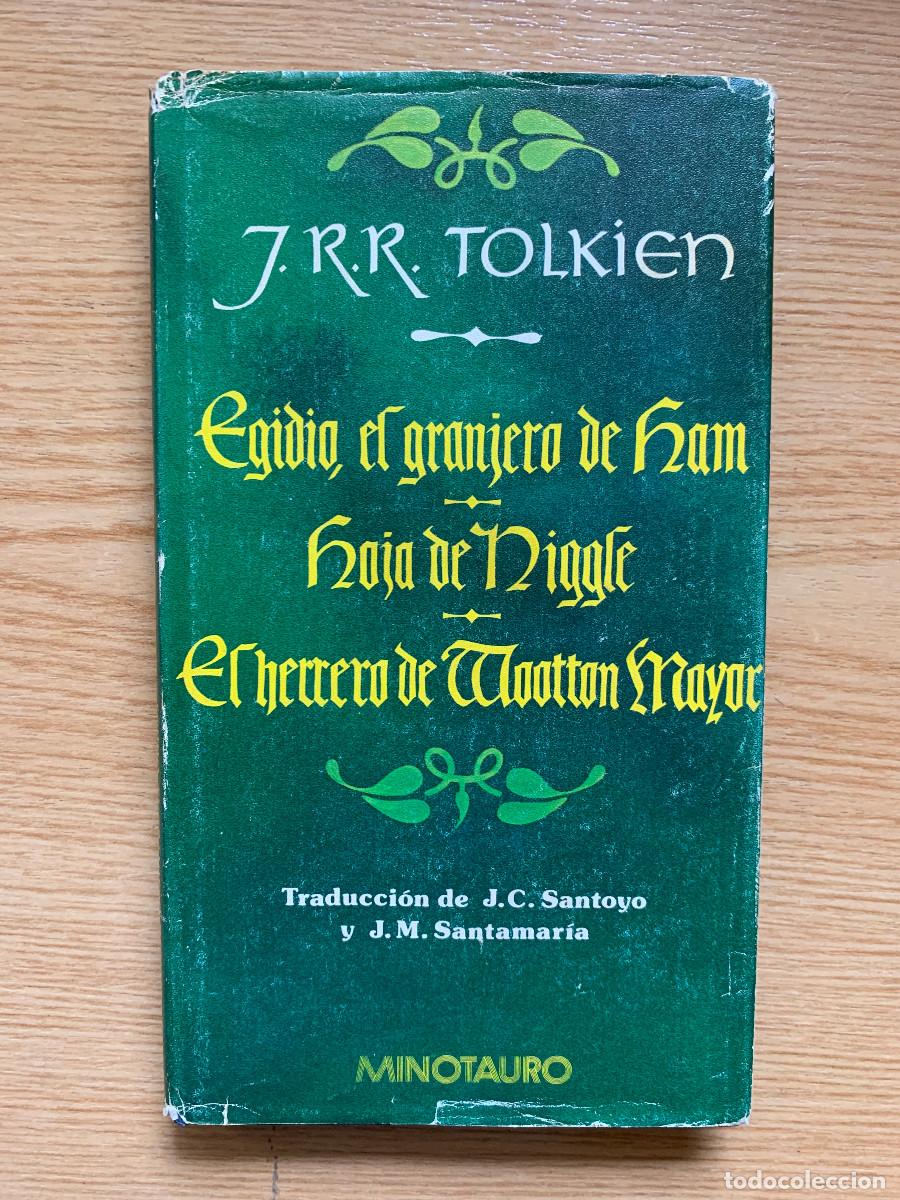 J.R.R. TOLKiEN
Egidio, el granjero de Ham
Hoja de Niggle
El herrero de Wootton Mayor
Traducción de J.C. Santoyo
y J.M. Santamaría
MINOTAURO
todocoleccion